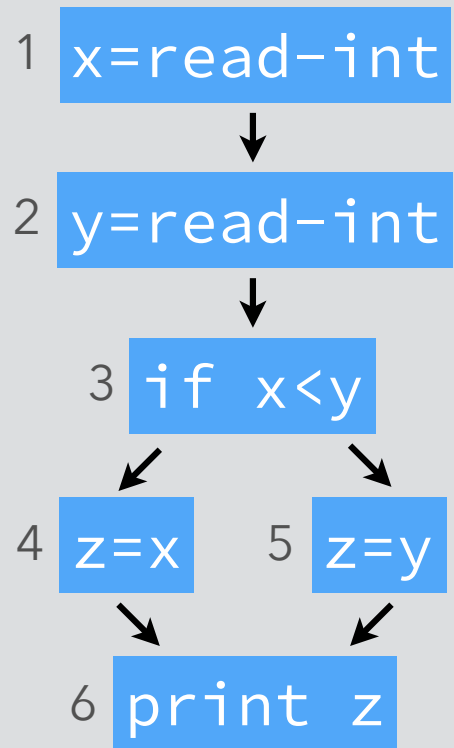 1 x=read-int
2 y=read-int
3 if x<y
4 z=x 5 z=y
6 print z